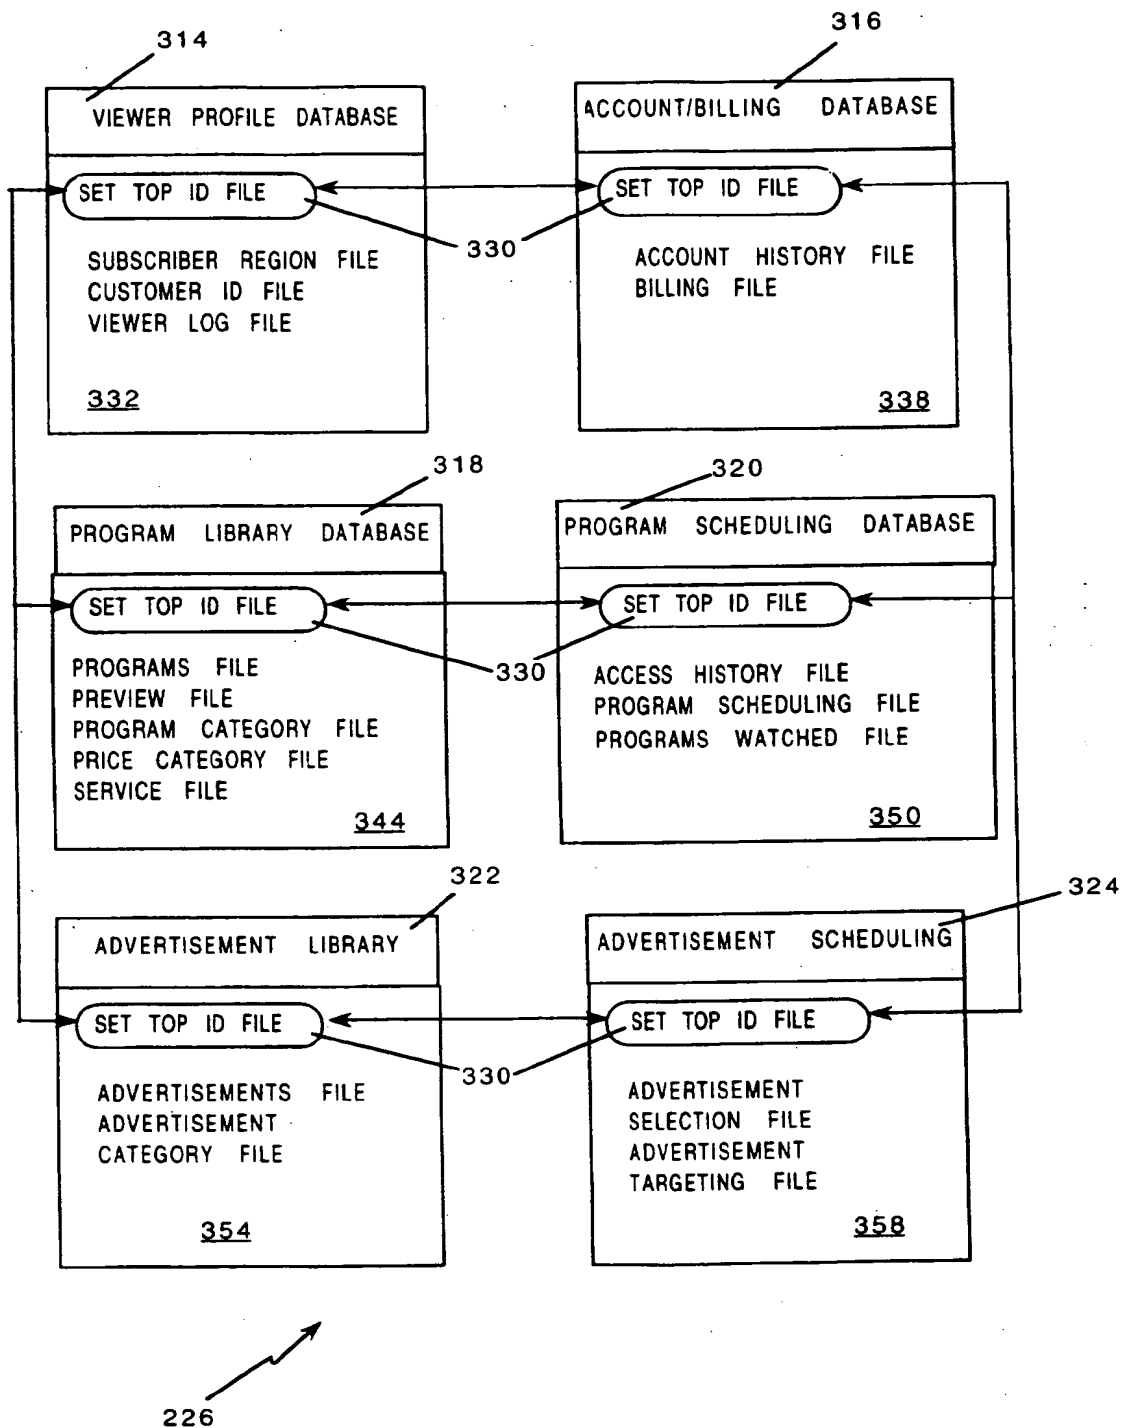 314
316
VIEWER PROFILE DATABASE
ACCOUNT/BILLING DATABASE
SET TOP ID FILE
SET TOP ID FILE
330
SUBSCRIBER REGION FILE
CUSTOMER ID FILE
VIEWER LOG FILE
ACCOUNT HISTORY FILE
BILLING FILE
332
338
318
320
PROGRAM LIBRARY DATABASE
PROGRAM SCHEDULING DATABASE
SET TOP ID FILE
SET TOP ID FILE
330
PROGRAMS FILE
PREVIEW FILE
PROGRAM CATEGORY FILE
PRICE CATEGORY FILE
SERVICE FILE
ACCESS HISTORY FILE
PROGRAM SCHEDULING FILE
PROGRAMS WATCHED FILE
344
350
322
324
ADVERTISEMENT LIBRARY
ADVERTISEMENT SCHEDULING
SET TOP ID FILE
SET TOP ID FILE
330
ADVERTISEMENTS FILE
ADVERTISEMENT
CATEGORY FILE
ADVERTISEMENT
SELECTION FILE
ADVERTISEMENT
TARGETING FILE
354
358
226